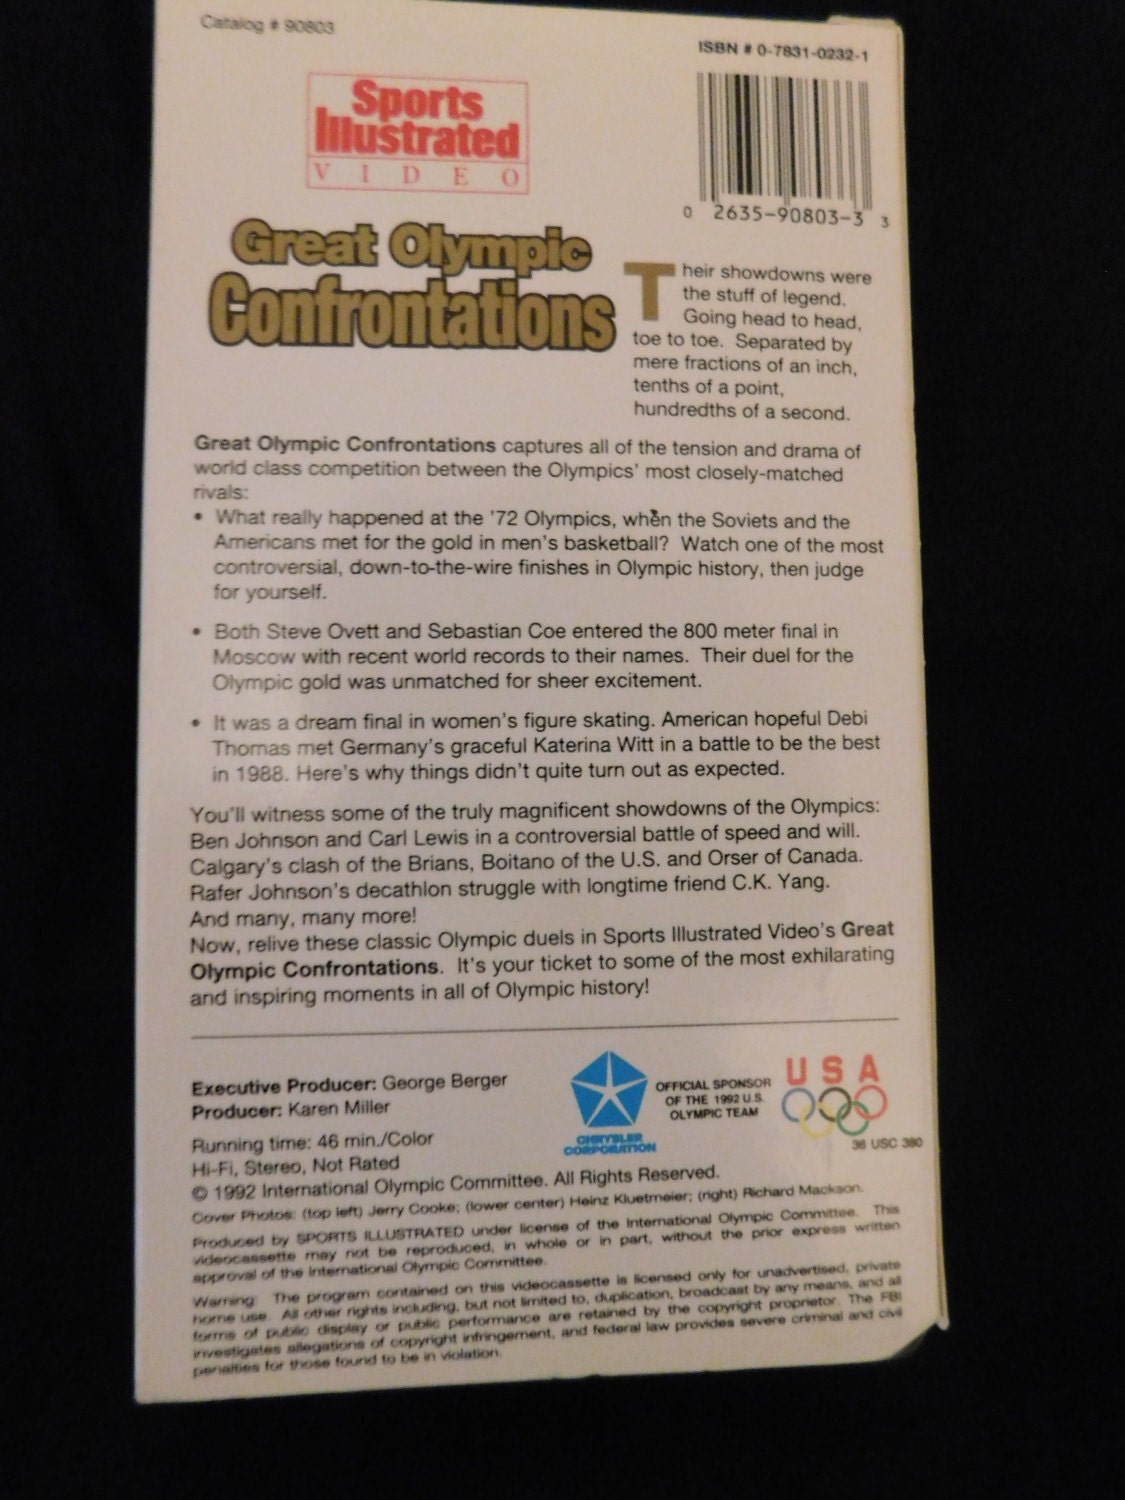 Catalog # 90803
ISBN # 0-7831-0232-1
Sports
Illustrated
VIDEO
0 2635-90803-3 3
Great Olympic
Confrontations
Their showdowns were
the stuff of legend.
Going head to head,
toe to toe. Separated by
mere fractions of an inch,
tenths of a point,
hundredths of a second.
Great Olympic Confrontations captures all of the tension and drama of
world class competition between the Olympics' most closely-matched
rivals:
• What really happened at the '72 Olympics, when the Soviets and the
Americans met for the gold in men's basketball? Watch one of the most
controversial, down-to-the-wire finishes in Olympic history, then judge
for yourself.
• Both Steve Ovett and Sebastian Coe entered the 800 meter final in
Moscow with recent world records to their names. Their duel for the
Olympic gold was unmatched for sheer excitement.
• It was a dream final in women's figure skating. American hopeful Debi
Thomas met Germany's graceful Katerina Witt in a battle to be the best
in 1988. Here's why things didn't quite turn out as expected.
You'll witness some of the truly magnificent showdowns of the Olympics:
Ben Johnson and Carl Lewis in a controversial battle of speed and will.
Calgary's clash of the Brians, Boitano of the U.S. and Orser of Canada.
Rafer Johnson's decathlon struggle with longtime friend C.K. Yang.
And many, many more!
Now, relive these classic Olympic duels in Sports Illustrated Video's Great
Olympic Confrontations. It's your ticket to some of the most exhilarating
and inspiring moments in all of Olympic history!
Executive Producer: George Berger
Producer: Karen Miller
Running time: 46 min./Color
Hi-Fi, Stereo, Not Rated
CHRYSLER
CORPORATION
OFFICIAL SPONSOR
OF THE 1992 U.S.
OLYMPIC TEAM
USA
36 USC 380
© 1992 International Olympic Committee. All Rights Reserved.
Cover Photos: (top left) Jerry Cooke; (lower center) Heinz Kluetmeier; (right) Richard Mackson.
Produced by SPORTS ILLUSTRATED under license of the International Olympic Committee. This
videocassette may not be reproduced, in whole or in part, without the prior express written
approval of the International Olympic Committee.
Warning: The program contained on this videocassette is licensed only for unadvertised, private
home use. All other rights including, but not limited to, duplication, broadcast by any means, and all
forms of public display or public performance are retained by the copyright proprietor. The FBI
investigates allegations of copyright infringement, and federal law provides severe criminal and civil
penalties for those found to be in violation.